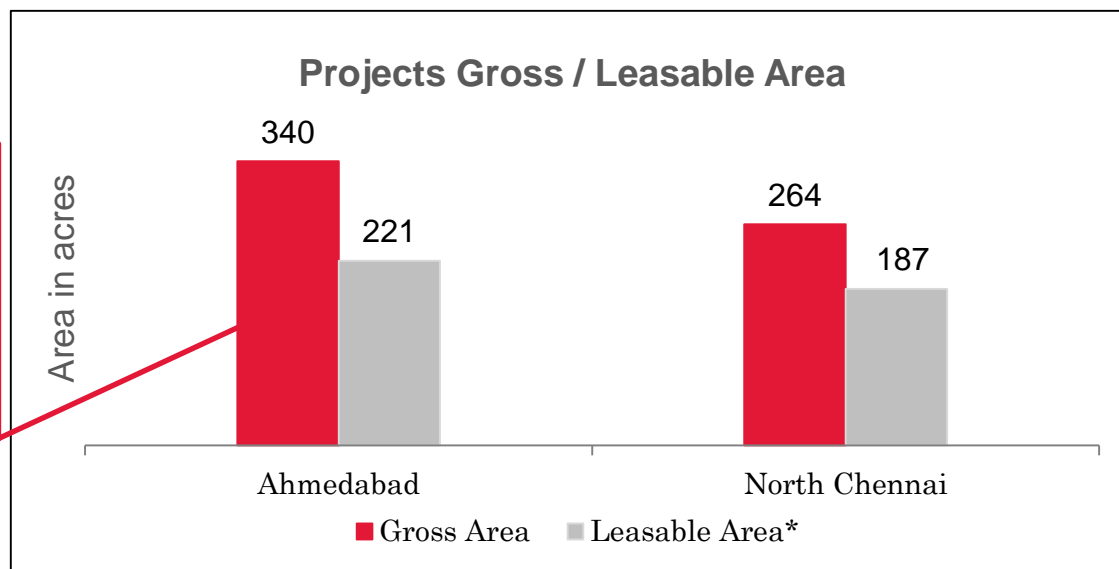 Projects Gross / Leasable Area
Area in acres
340
221
264
187
Ahmedabad
North Chennai
Gross Area
Leasable Area*